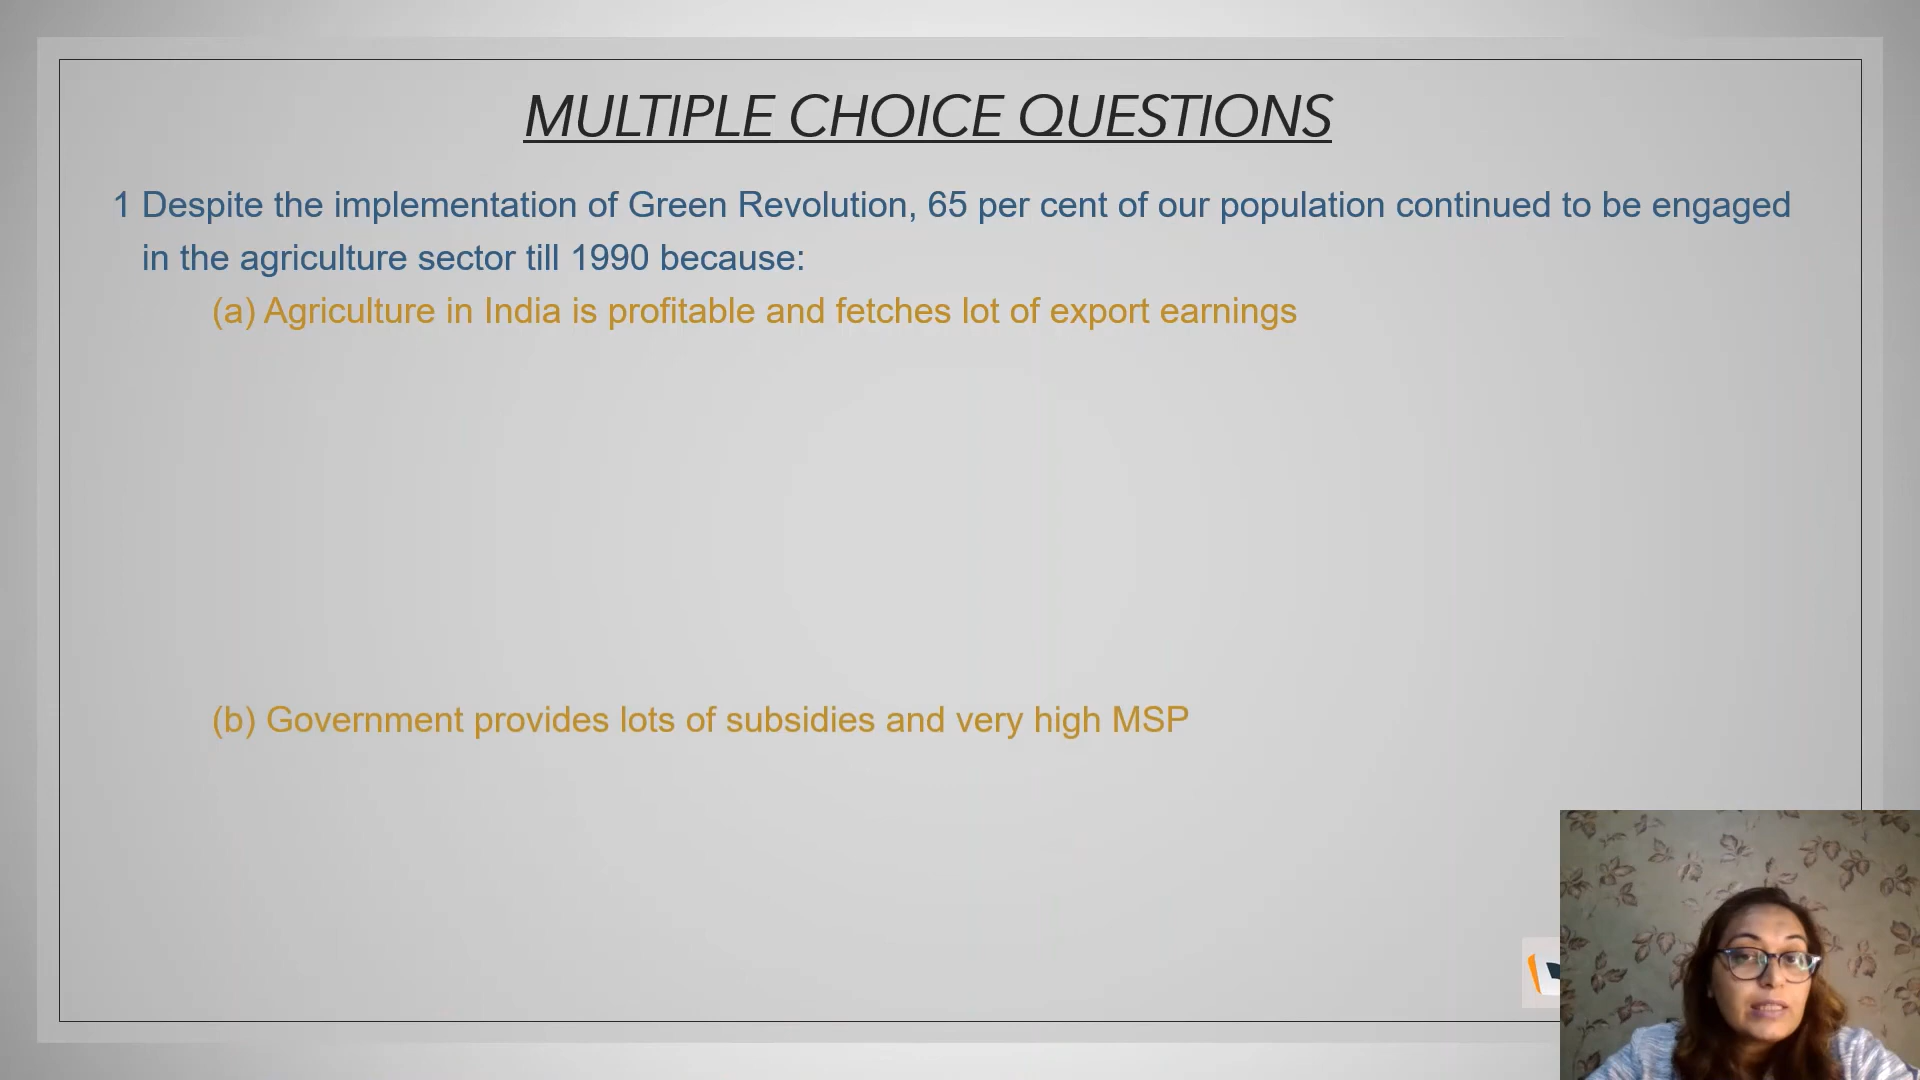 MULTIPLE CHOICE QUESTIONS
1 Despite the implementation of Green Revolution, 65 per cent of our population continued to be engaged
in the agriculture sector till 1990 because:
(a) Agriculture in India is profitable and fetches lot of export earnings
(b) Government provides lots of subsidies and very high MSP